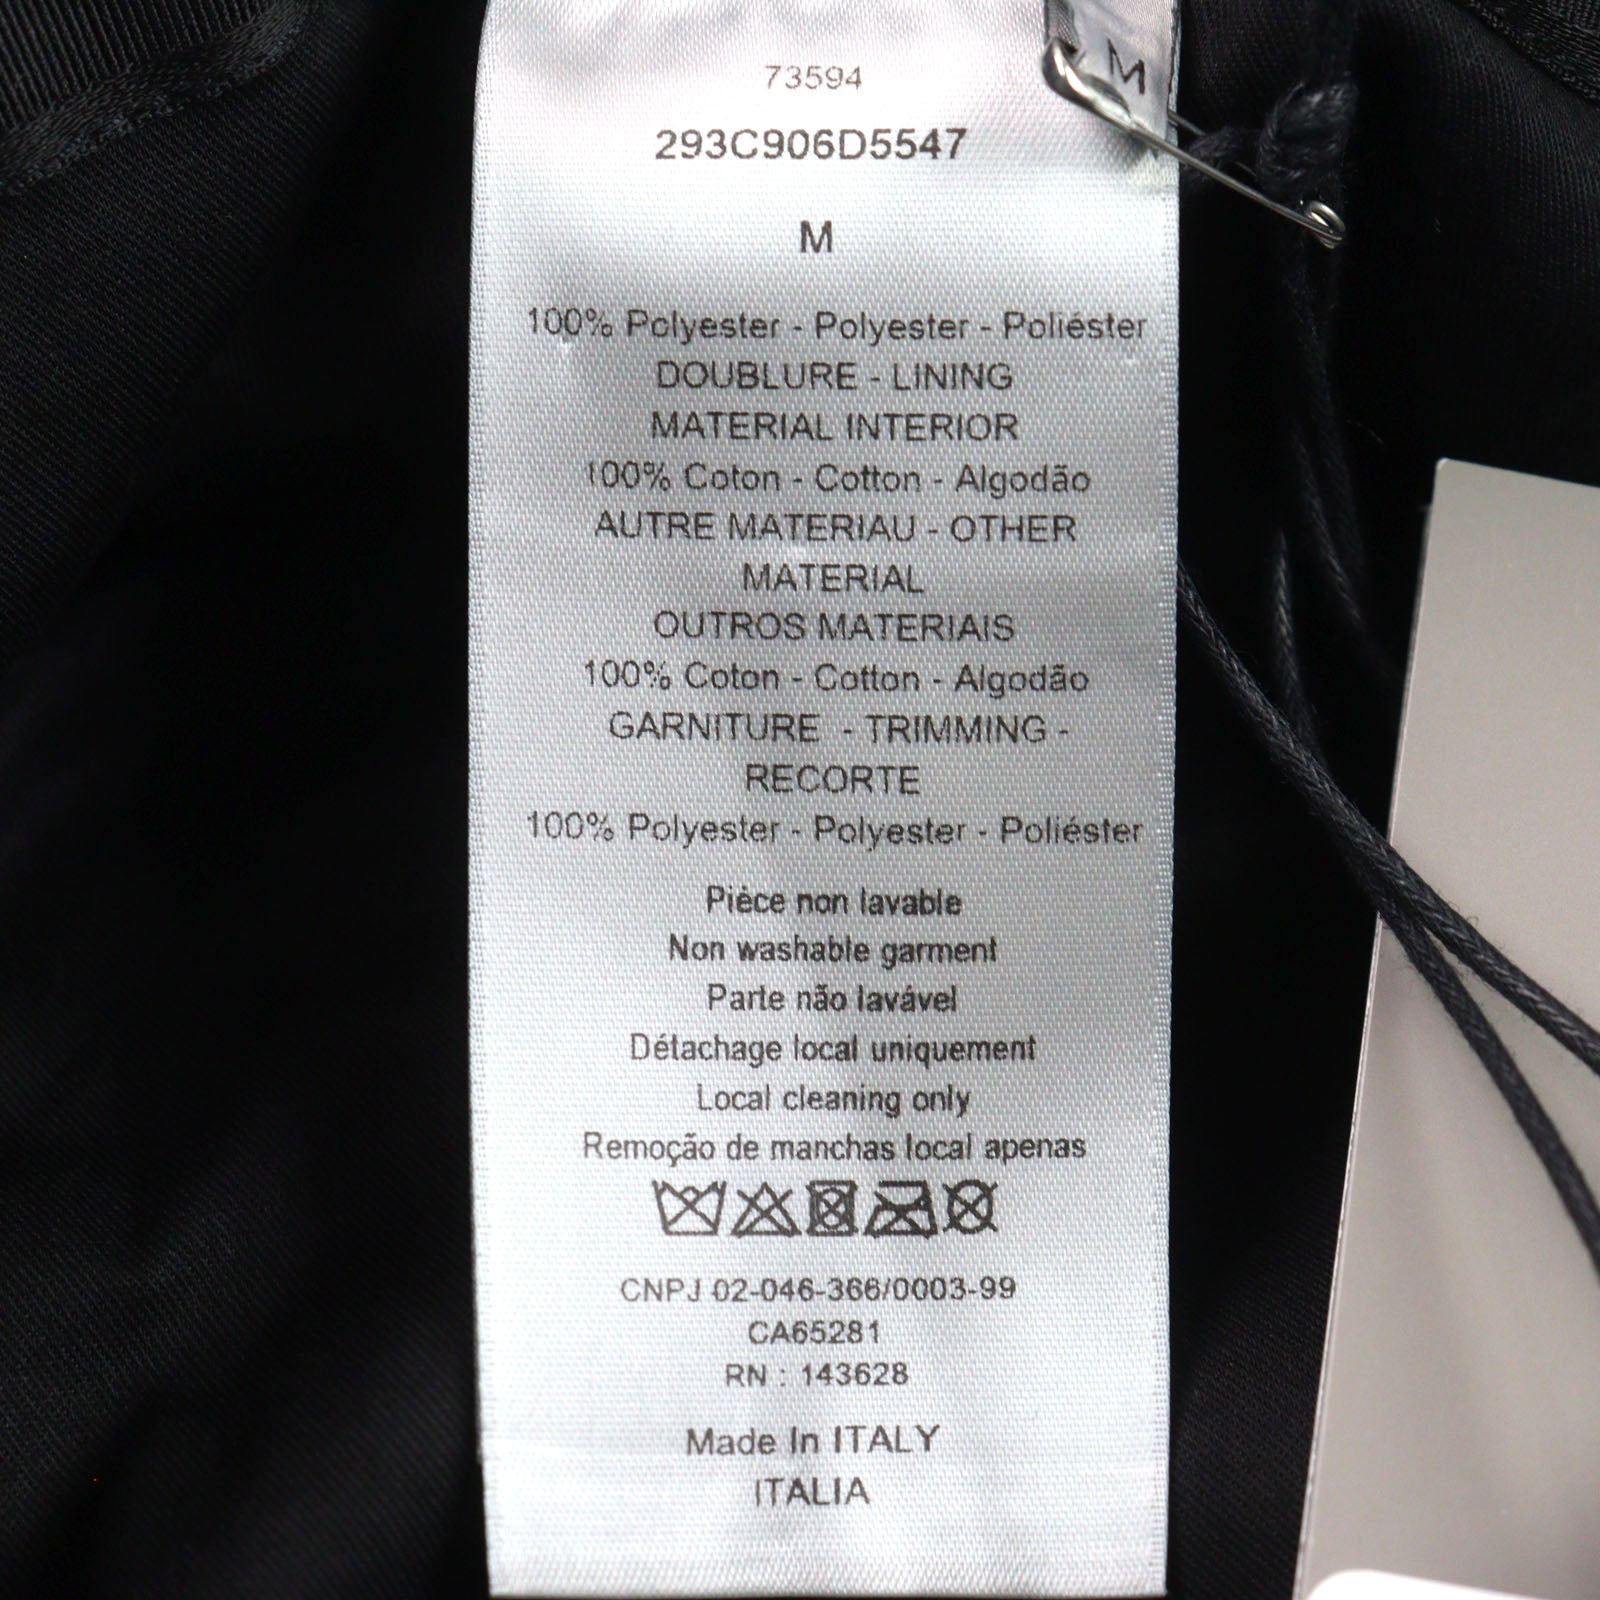 M
73594
293C906D5547
M
100% Polyester - Polyester - Poliéster
DOUBLURE - LINING
MATERIAL INTERIOR
100% Coton - Cotton - Algodão
AUTRE MATERIAU - OTHER
MATERIAL
OUTROS MATERIAIS
100% Coton - Cotton - Algodão
GARNITURE - TRIMMING -
RECORTE
100% Polyester - Polyester - Poliéster
Pièce non lavable
Non washable garment
Parte não lavável
Détachage local uniquement
Local cleaning only
Remoção de manchas local apenas
CNPJ 02-046-366/0003-99
CA65281
RN : 143628
Made In ITALY
ITALIA